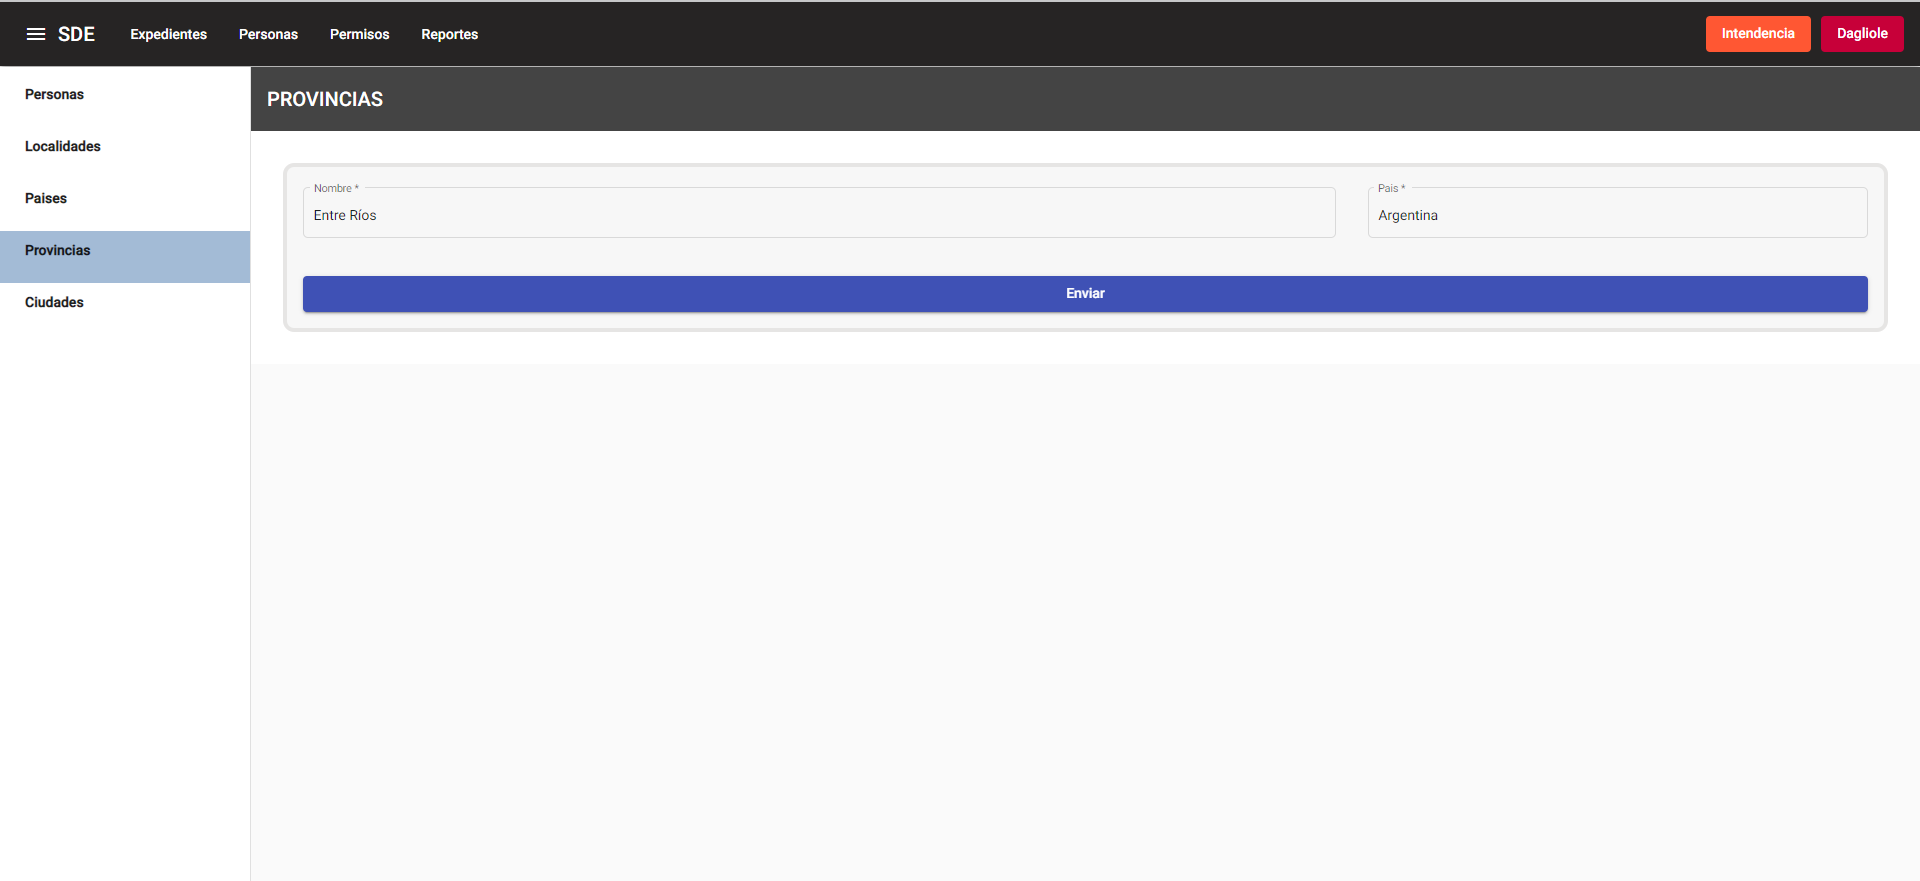 SDE Expedientes Personas Permisos Reportes Intendencia Dagliole
Personas
Localidades
Paises
Provincias
Ciudades
PROVINCIAS
Nombre * Pais *
Entre Ríos Argentina
Enviar